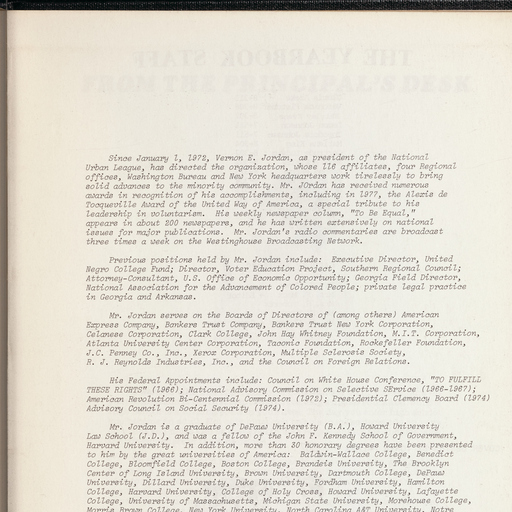 THE YEARBOOK STAFF
FROM THE PRINCIPAL'S DESK
Since January 1, 1972, Vernon E. Jordan, as president of the National
Urban League, has directed the organization, whose 116 affiliates, four Regional
offices, Washington Bureau and New York headquarters work tirelessly to bring
solid advances to the minority community. Mr. Jordan has received numerous
awards in recognition of his accomplishments, including in 1977, the Alexis de
Tocqueville Award of the United Way of America, a special tribute to his
leadership in voluntarism. His weekly newspaper column, "To Be Equal,"
appears in about 200 newspapers, and he has written extensively on national
issues for major publications. Mr. Jordan's radio commentaries are broadcast
three times a week on the Westinghouse Broadcasting Network.
Previous positions held by Mr. Jordan include: Executive Director, United
Negro College Fund; Director, Voter Education Project, Southern Regional Council;
Attorney-Consultant, U.S. Office of Economic Opportunity; Georgia Field Director,
National Association for the Advancement of Colored People; private legal practice
in Georgia and Arkansas.
Mr. Jordan serves on the Boards of Directors of (among others) American
Express Company, Bankers Trust Company, Bankers Trust New York Corporation,
Celanese Corporation, Clark College, John Hay Whitney Foundation, M.I.T. Corporation,
Atlanta University Center Corporation, Taconic Foundation, Rockefeller Foundation,
J.C. Penney Co., Inc., Xerox Corporation, Multiple Sclerosis Society,
R. J. Reynolds Industries, Inc., and the Council on Foreign Relations.
His Federal Appointments include: Council on White House Conference, "TO FULFILL
THESE RIGHTS" (1966); National Advisory Commission on Selective SErvice (1966-1967);
American Revolution Bi-Centennial Commission (1972); Presidential Clemency Board (1974)
Advisory Council on Social Security (1974).
Mr. Jordan is a graduate of DePauw University (B.A.), Howard University
Law School (J.D.), and was a fellow of the John F. Kennedy School of Government,
Harvard University. In addition, more than 30 honorary degrees have been presented
to him by the great universities of America: Baldwin-Wallace College, Benedict
College, Bloomfield College, Boston College, Brandeis University, The Brooklyn
Center of Long Island University, Brown University, Dartmouth College, DePauw
University, Dillard University, Duke University, Fordham University, Hamilton
College, Harvard University, College of Holy Cross, Howard University, Lafayette
College, University of Massachusetts, Michigan State University, Morehouse College,
Morris Brown College, New York University, North Carolina A&T University, Notre